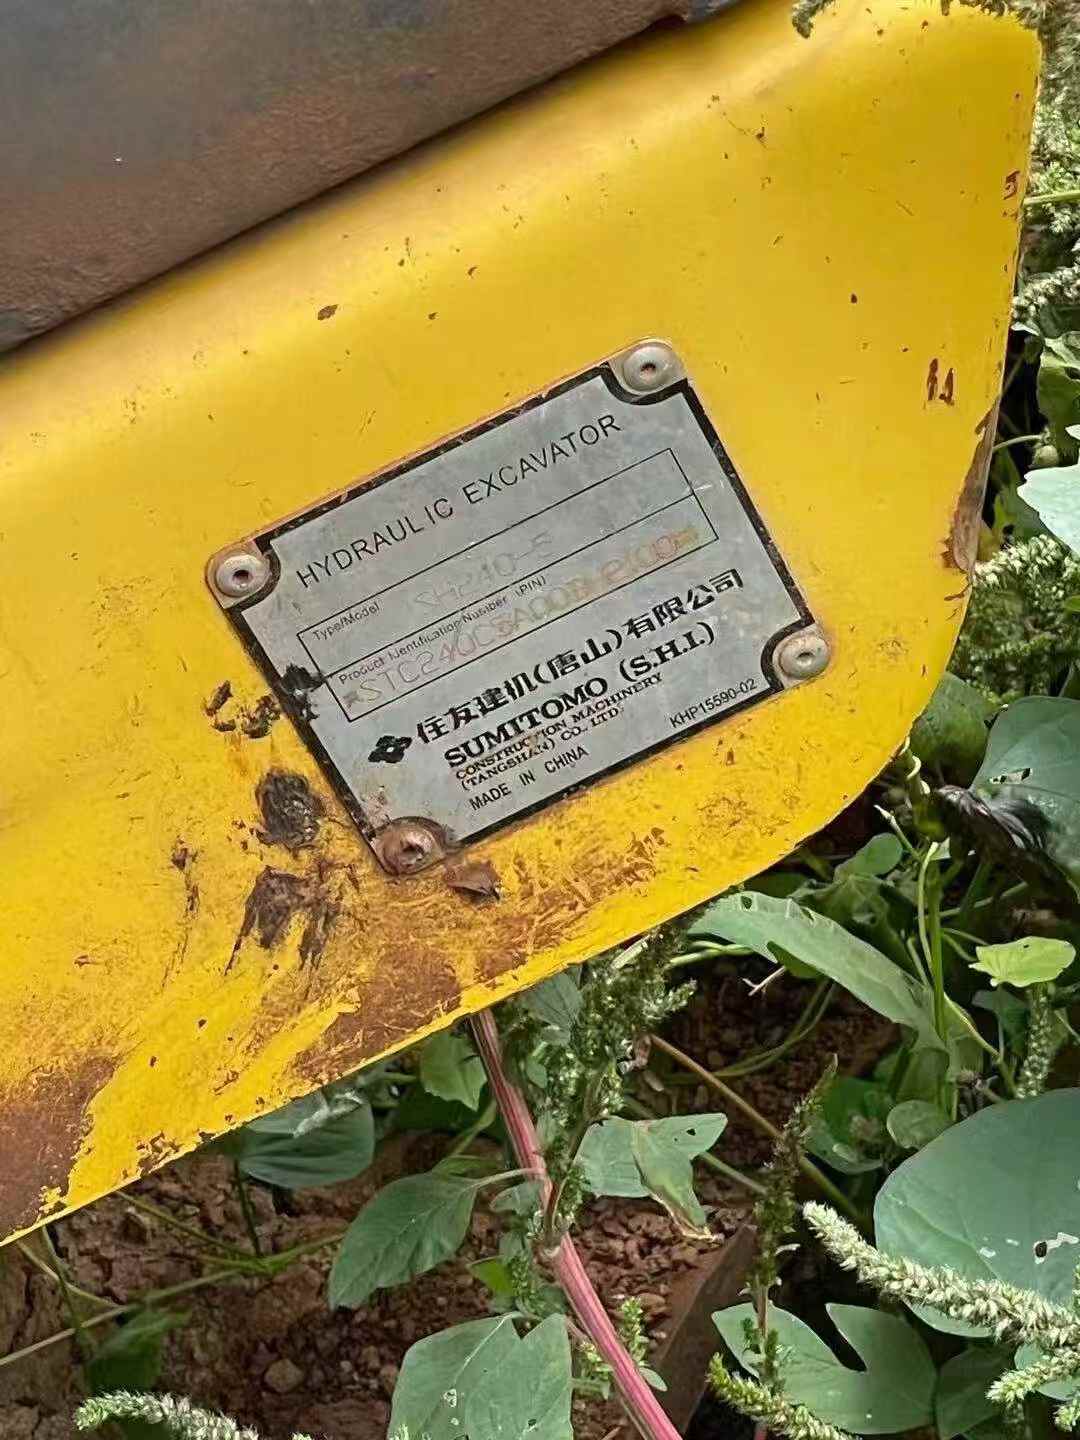 HYDRAULIC EXCAVATOR
Type/Model SH240-5
Product Identification Number (PIN)
住友建机(唐山)有限公司
SUMITOMO (S.H.I.)
CONSTRUCTION MACHINERY
(TANGSHAN) CO., LTD.
MADE IN CHINA
KHP15590-02